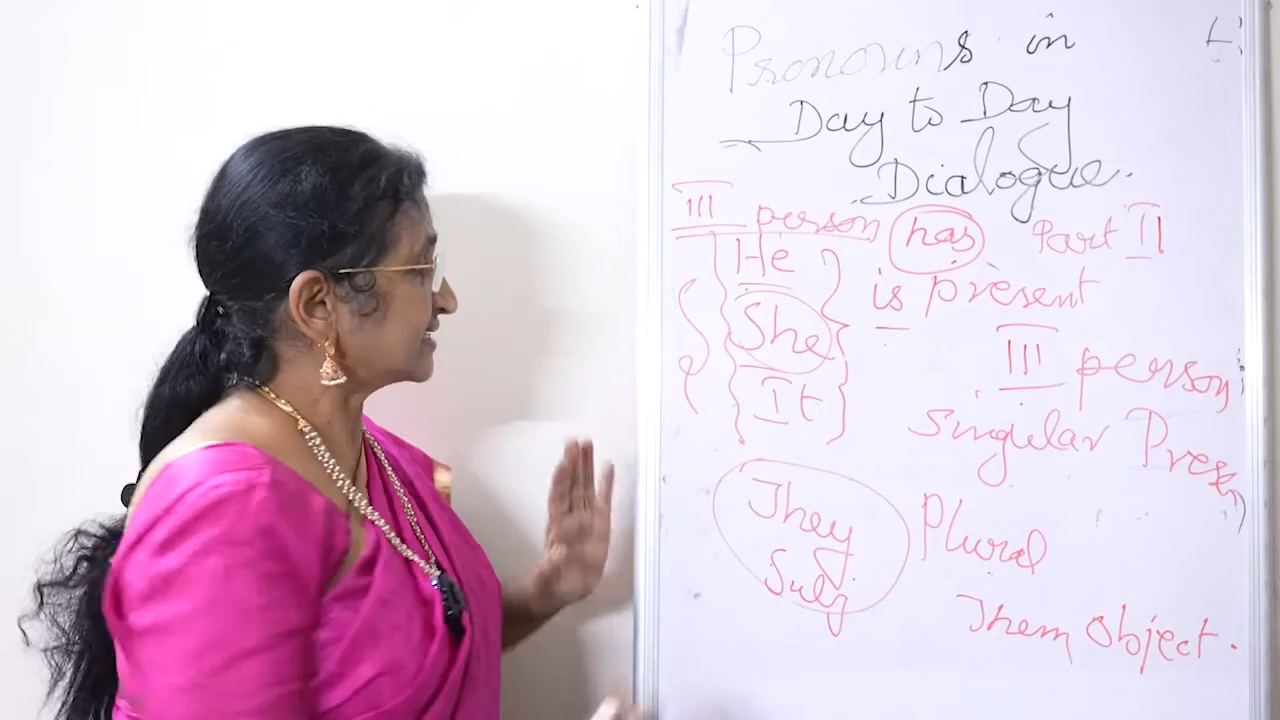 Pronouns in
Day to Day
Dialogue.
III person has Part II
He
is present
She
III person
It
Singular Presen
They Plural
Subj
Them Object.